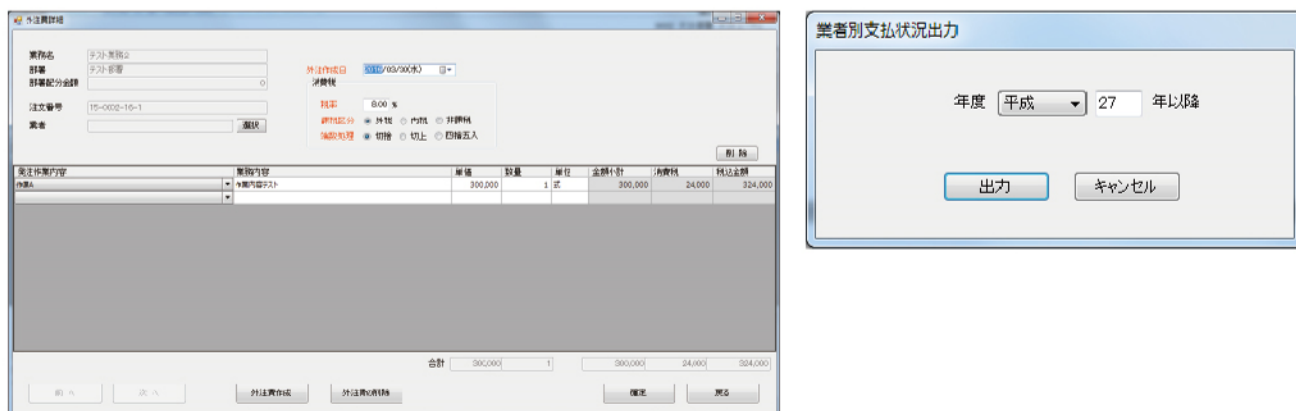 外注費詳細
業務名 テスト業務2
部署 テスト部署
部署配分金額 0
注文番号 15-0002-16-1
業者 選択
外注作成日 2016/03/30(水)
消費税
税率 8.00 %
課税区分 外税 内税 非課税
端数処理 切捨 切上 四捨五入
削除
発注作業内容 業務内容 単価 数量 単位 金額小計 消費税 税込金額
作業A 作業内容テスト 300,000 1 式 300,000 24,000 324,000
合計 300,000 1 300,000 24,000 324,000
前へ 次へ 外注費作成 外注費の削除 確定 戻る
業者別支払状況出力
年度 平成 27 年以降
出力 キャンセル